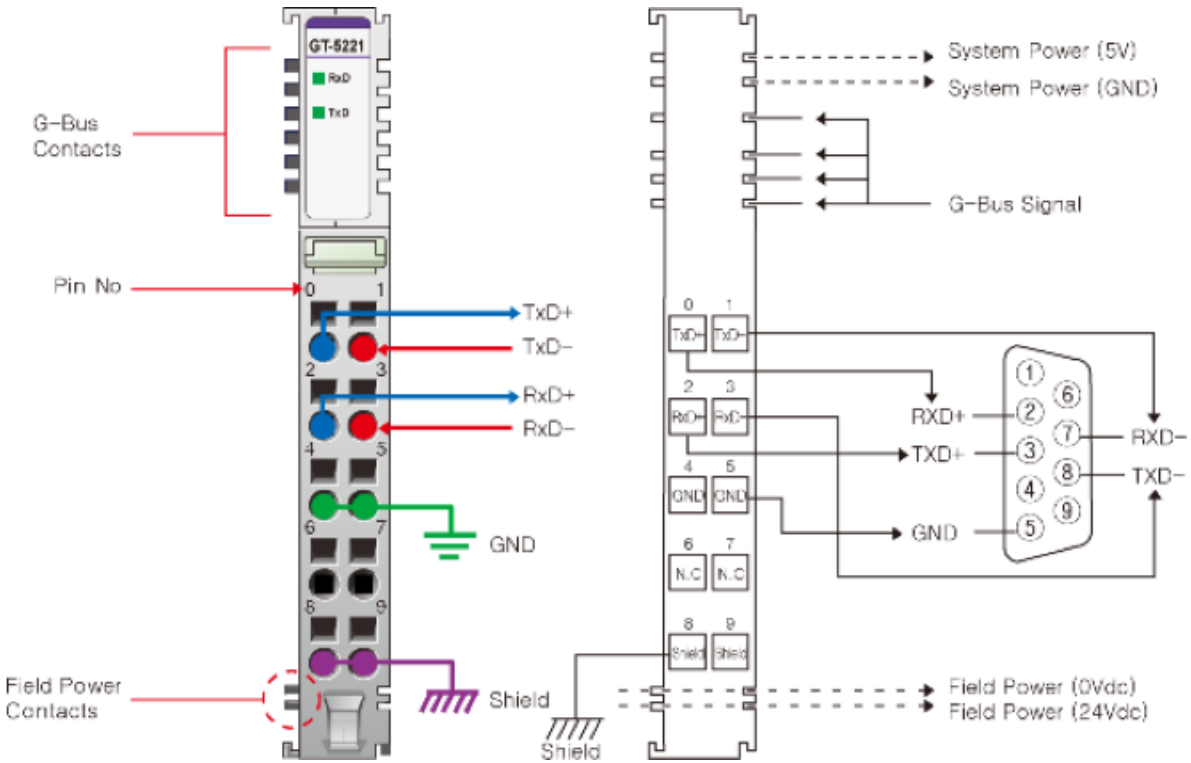 GT-5221
RxD
TxD
G-Bus
Contacts
Pin No
0 1
TxD+
TxD-
2 3
RxD+
RxD-
4 5
GND
6 7
8 9
Shield
Field Power
Contacts
System Power (5V)
System Power (GND)
G-Bus Signal
0 1
TxD+ TxD-
2 3
RxD+ RxD-
4 5
GND GND
6 7
N.C N.C
8 9
Shield Shield
Shield
RXD+
TXD+
GND
1
2
3
4
5
6
7
8
9
RXD-
TXD-
Field Power (0Vdc)
Field Power (24Vdc)